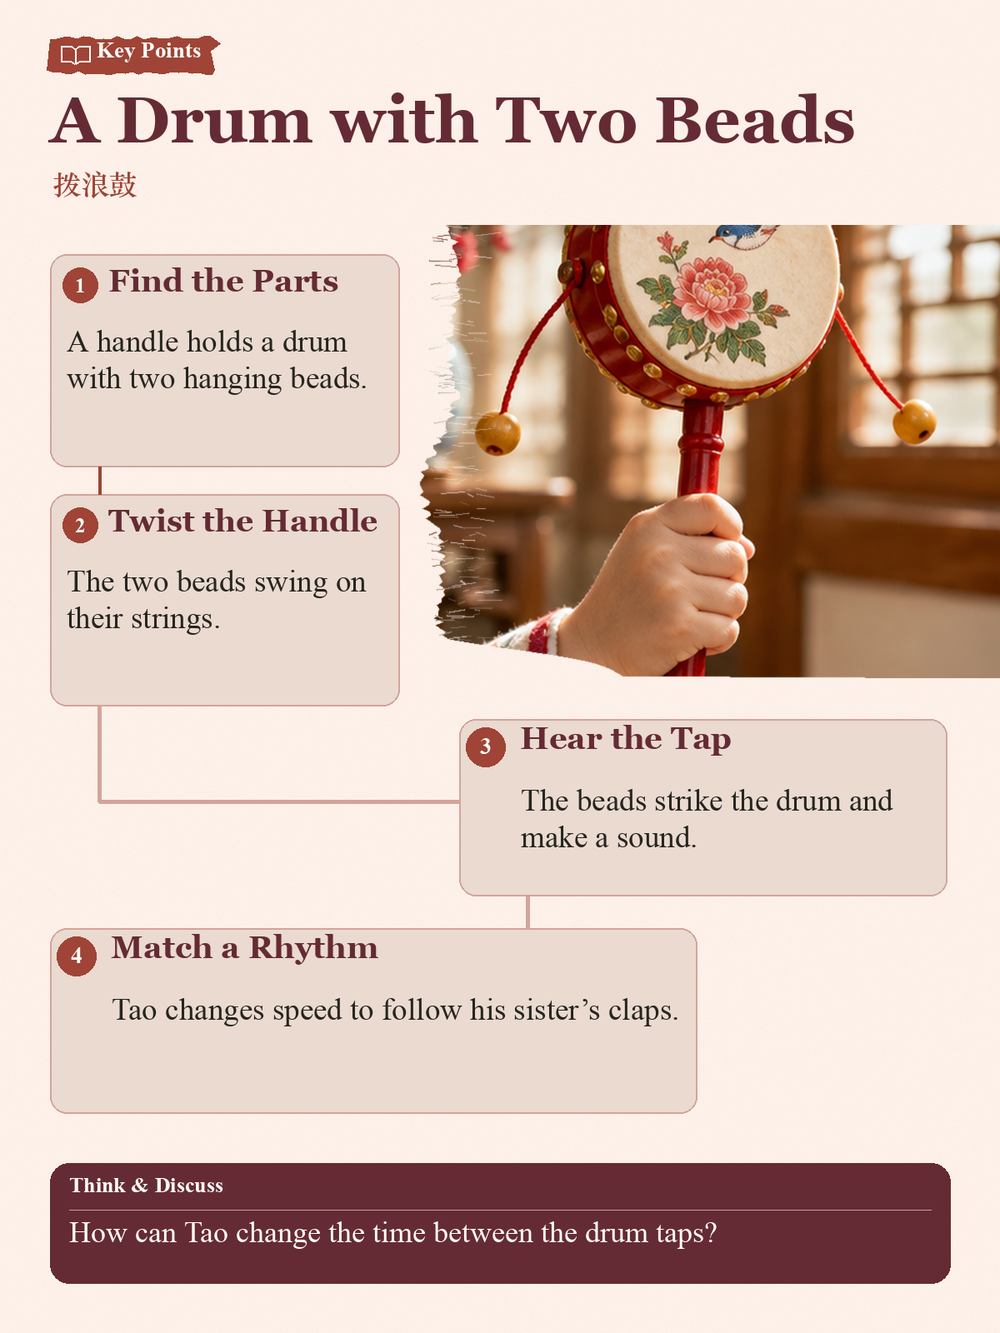 Key Points
A Drum with Two Beads
拨浪鼓
1 Find the Parts
A handle holds a drum
with two hanging beads.
2 Twist the Handle
The two beads swing on
their strings.
3 Hear the Tap
The beads strike the drum and
make a sound.
4 Match a Rhythm
Tao changes speed to follow his sister’s claps.
Think & Discuss
How can Tao change the time between the drum taps?